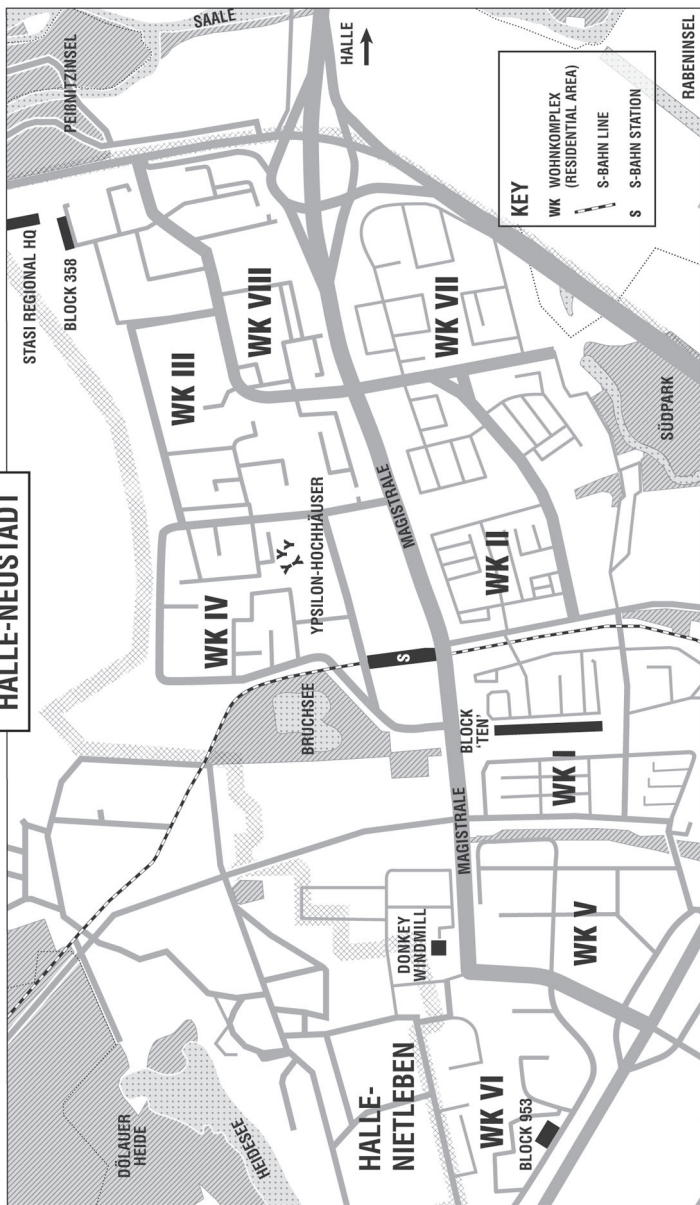 HALLE-NEUSTADT
SAALE
PEIßNITZINSEL
HALLE
STASI REGIONAL HQ
BLOCK 358
WK III
WK VIII
WK IV
YPSILON-HOCHHÄUSER
Y
Y
Y
MAGISTRALE
WK VII
WK II
S
BRUCHSEE
BLOCK
'TEN'
WK I
MAGISTRALE
DONKEY
WINDMILL
WK V
HALLE-
NIETLEBEN
WK VI
BLOCK 953
DÖLAUER
HEIDE
HEIDESEE
SÜDPARK
RABENINSEL
KEY
WK WOHNKOMPLEX
(RESIDENTIAL AREA)
S-BAHN LINE
S S-BAHN STATION